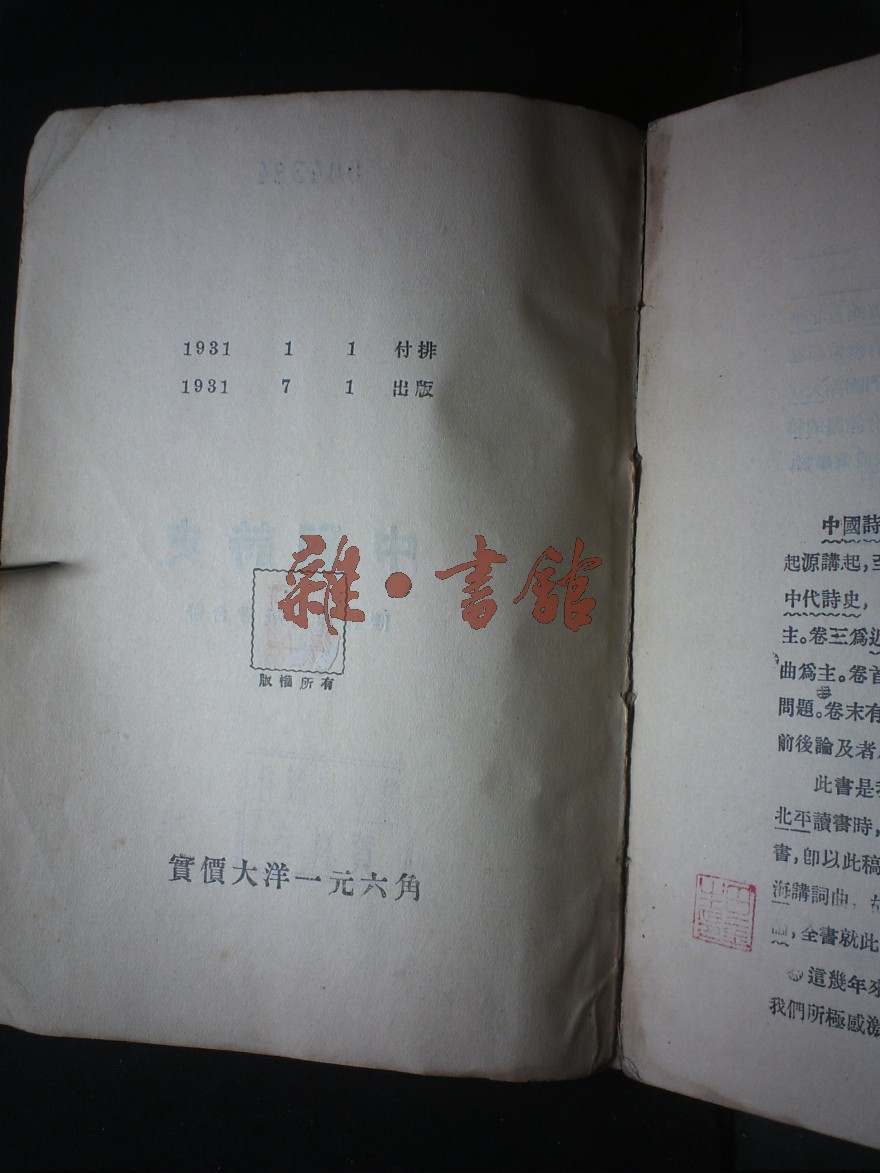 1931 1 1 付排
1931 7 1 出版
雜·書館
版權所有
實價大洋一元六角
中國詩
起源講起，至
中代詩史，
主。卷三爲近
曲爲主。卷首
問題。卷末有
前後論及者
此書是我
北平讀書時，
書，卽以此稿
海講詞曲，
，全書就此
這幾年來
我們所極感激